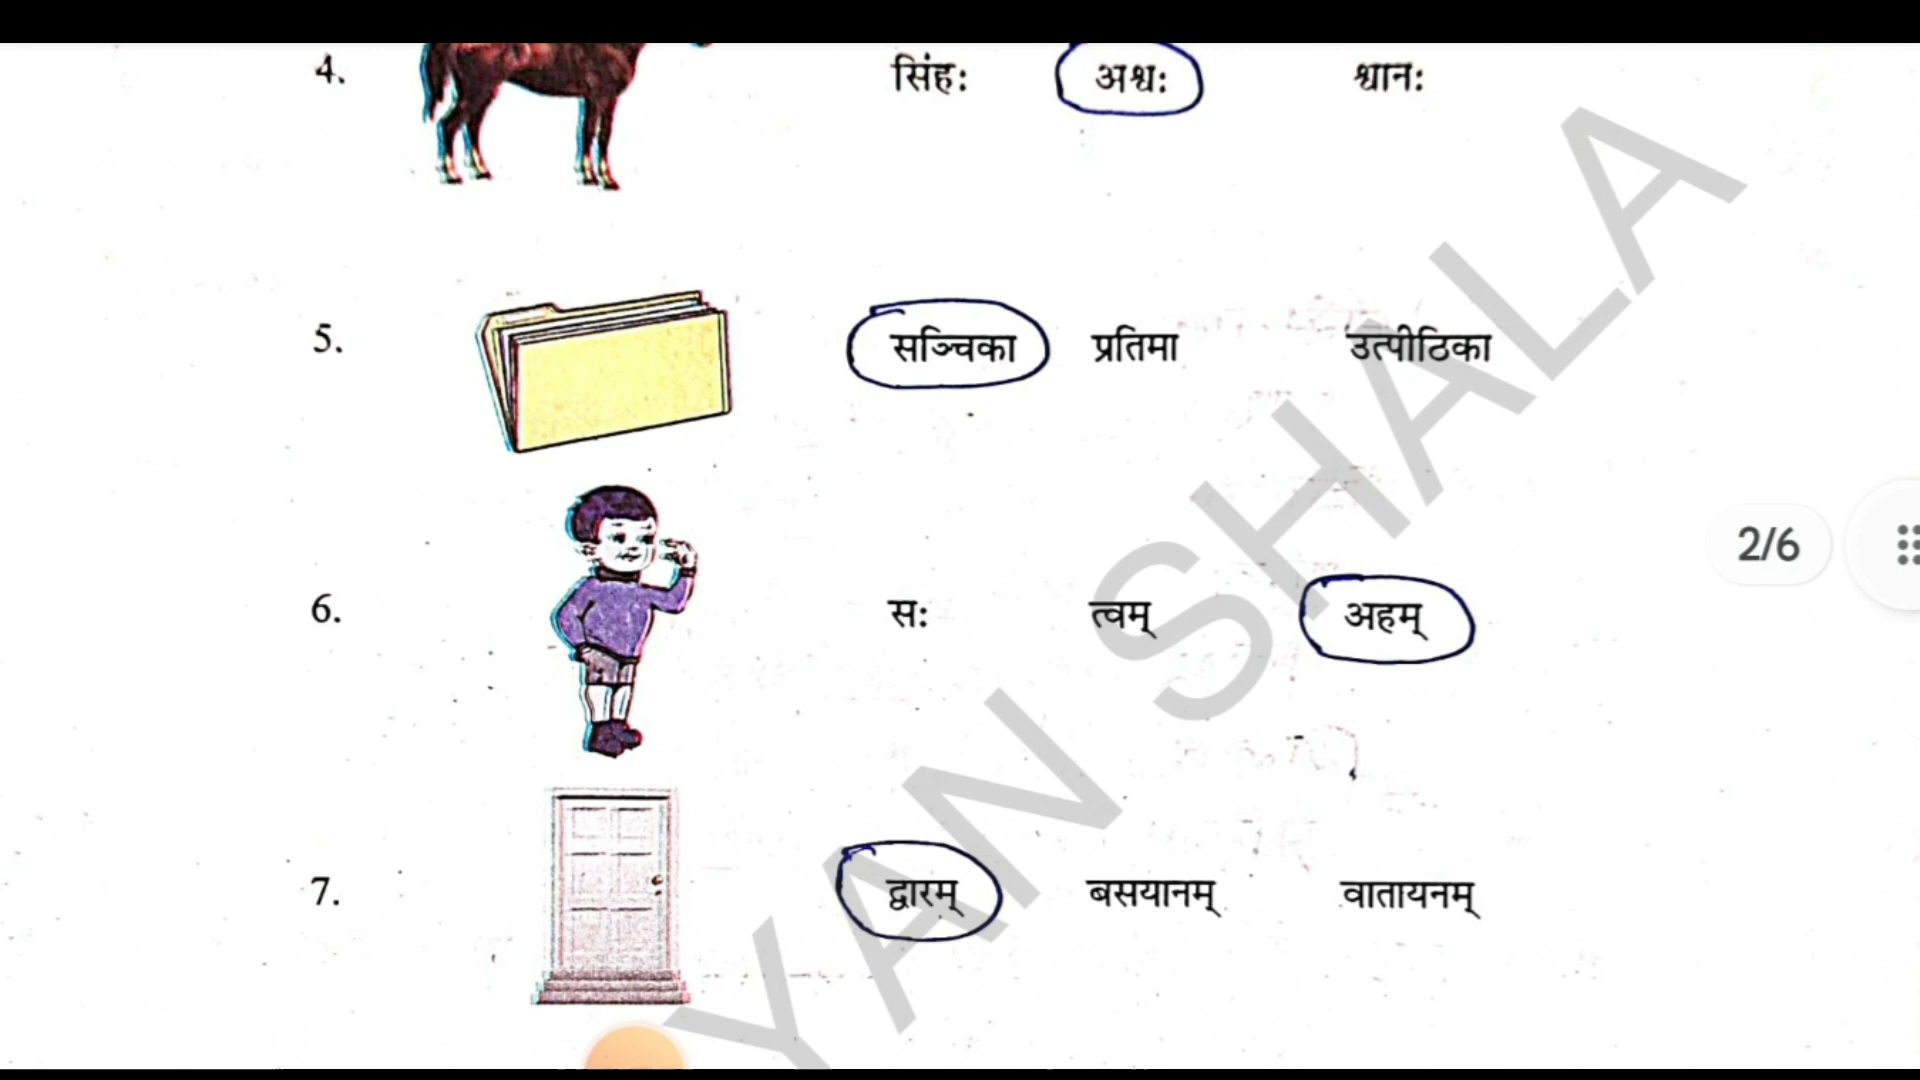 4. सिंहः अश्वः श्वानः
5. सञ्चिका प्रतिमा उत्पीठिका
2/6
6. सः त्वम् अहम्
7. द्वारम् बसयानम् वातायनम्
YAN SHALA